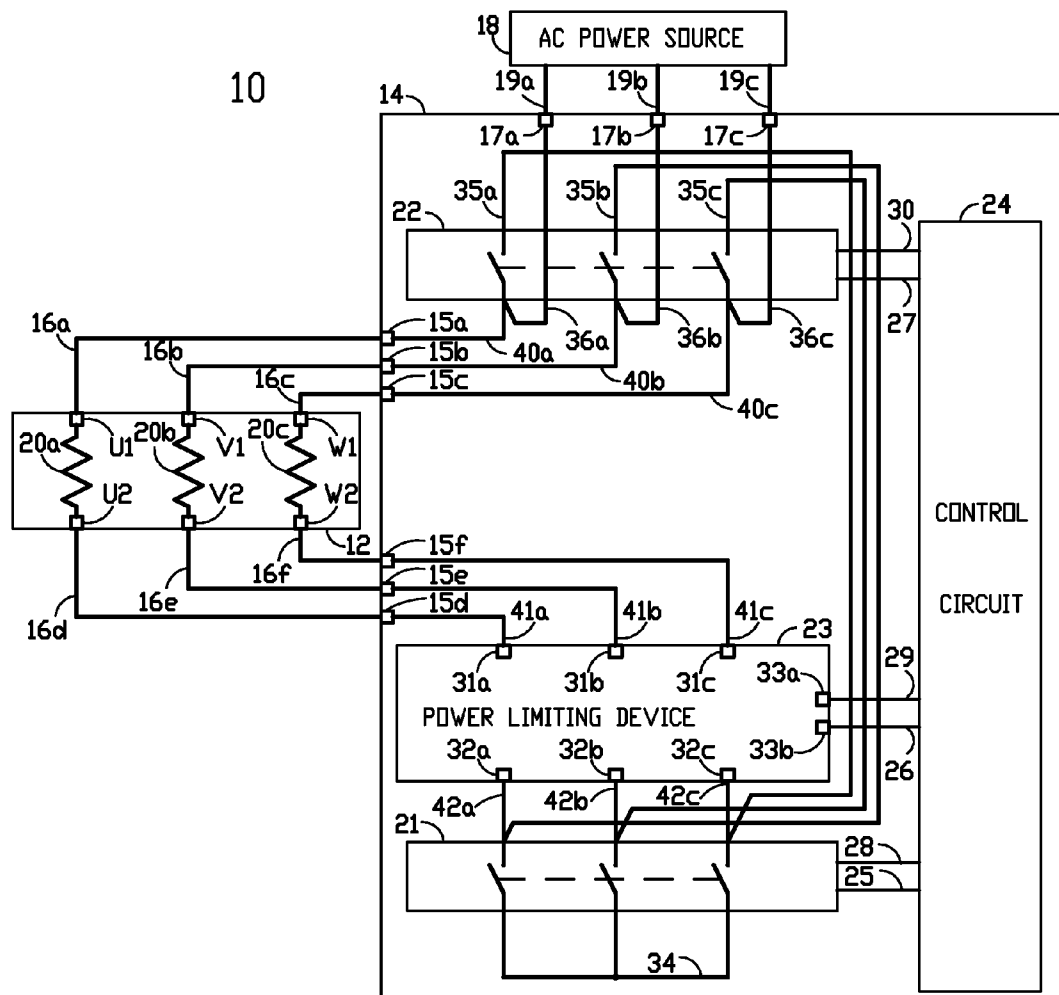 18 AC POWER SOURCE
10
19a 19b 19c
14
17a 17b 17c
35a 35b 35c
22 24
30
27
16a 15a 36a 36b 36c
16b 15b 40a
16c 15c 40b
40c
20a U1 20b V1 20c W1
U2 V2 W2
CONTROL
CIRCUIT
12
16f 15f
16e 15e
16d 15d 41a 41b 41c 23
31a 31b 31c 33a 29
POWER LIMITING DEVICE
33b
32a 32b 32c 26
42a 42b 42c
21
28
25
34